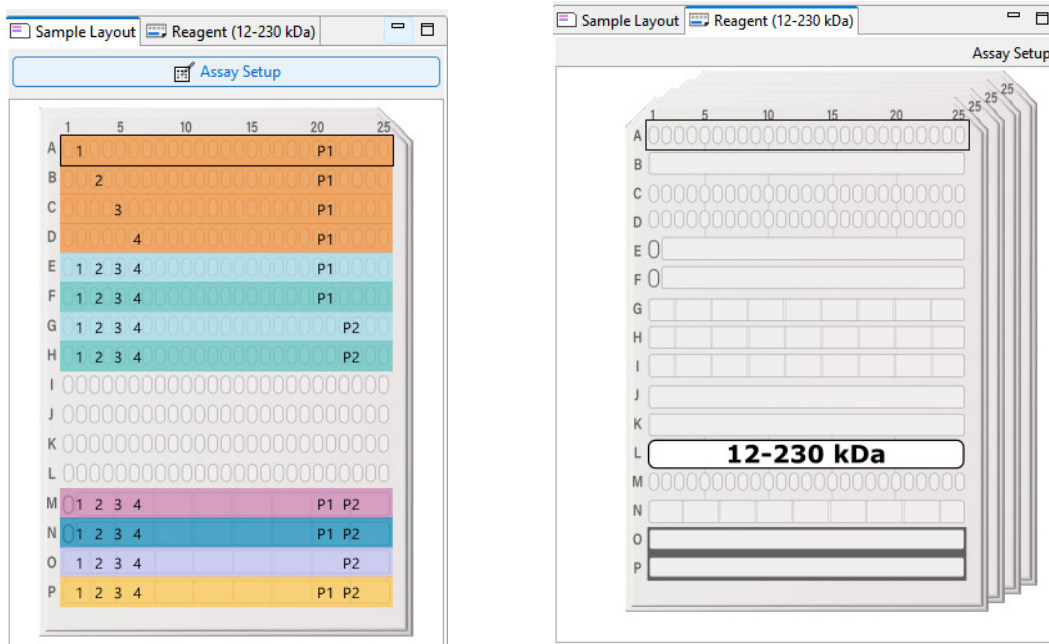 Sample Layout Reagent (12-230 kDa)
Assay Setup
1 5 10 15 20 25
A 1 P1
B 2 P1
C 3 P1
D 4 P1
E 1 2 3 4 P1
F 1 2 3 4 P1
G 1 2 3 4 P2
H 1 2 3 4 P2
I
J
K
L
M 1 2 3 4 P1 P2
N 1 2 3 4 P1 P2
O 1 2 3 4 P2
P 1 2 3 4 P1 P2
Sample Layout Reagent (12-230 kDa)
Assay Setup
1 5 10 15 20 25 25 25 25
A
B
C
D
E
F
G
H
I
J
K
L 12-230 kDa
M
N
O
P